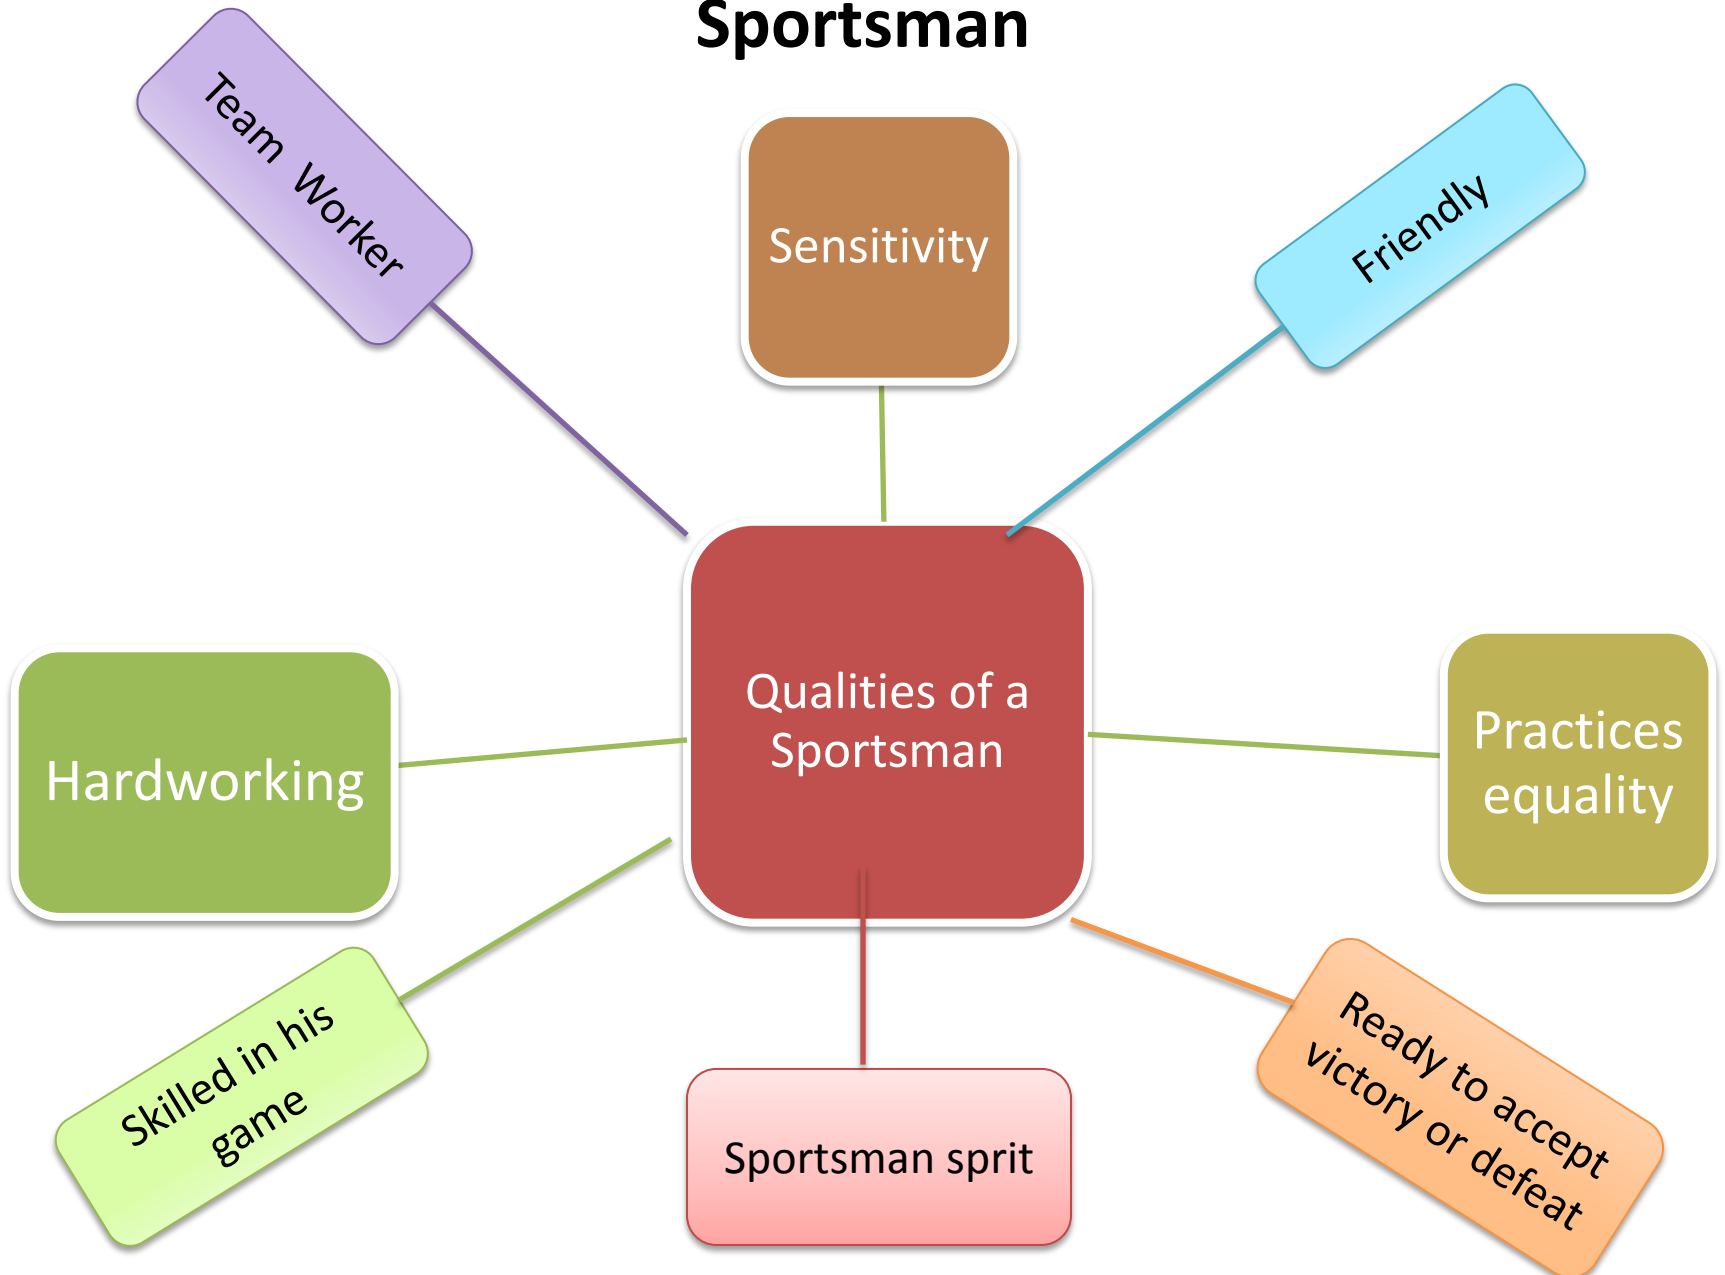 Sportsman
Team Worker
Sensitivity
Friendly
Hardworking
Qualities of a
Sportsman
Practices
equality
Skilled in his
game
Sportsman sprit
Ready to accept
victory or defeat